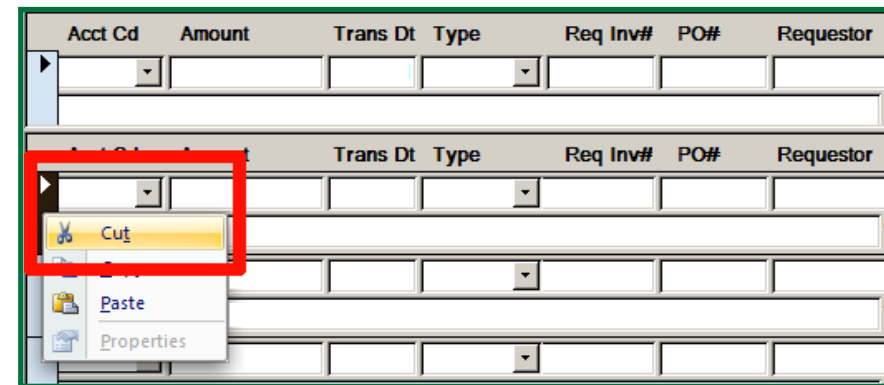 Acct Cd Amount Trans Dt Type Req Inv# PO# Requestor
Trans Dt Type Req Inv# PO# Requestor
Cut
Paste
Properties